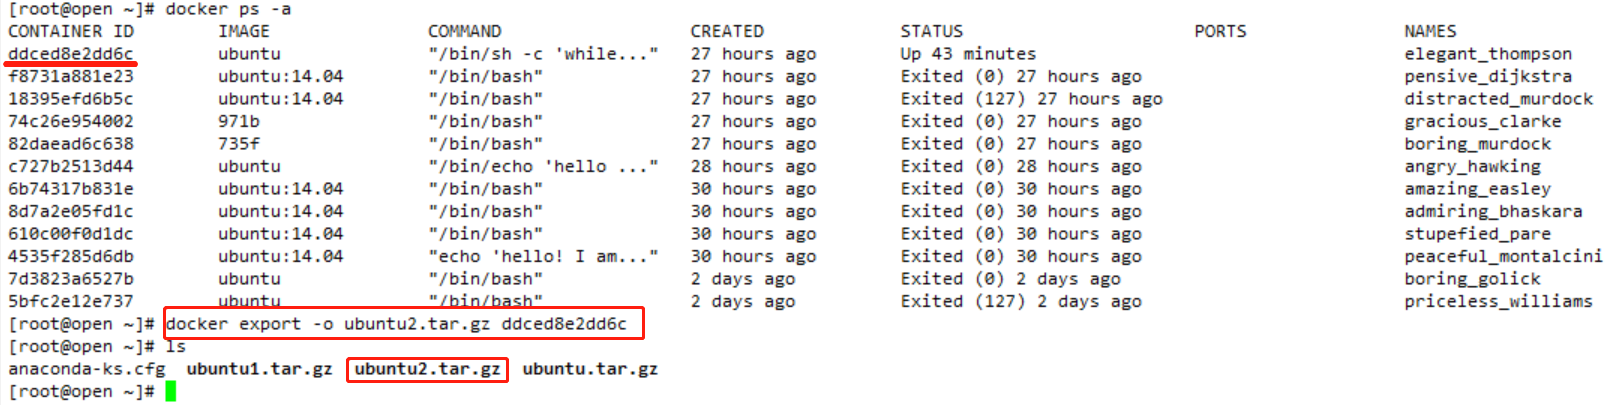 [root@open ~]# docker ps -a
CONTAINER ID IMAGE COMMAND CREATED STATUS PORTS NAMES
ddced8e2dd6c ubuntu "/bin/sh -c 'while..." 27 hours ago Up 43 minutes elegant_thompson
f8731a881e23 ubuntu:14.04 "/bin/bash" 27 hours ago Exited (0) 27 hours ago pensive_dijkstra
18395efd6b5c ubuntu:14.04 "/bin/bash" 27 hours ago Exited (127) 27 hours ago distracted_murdock
74c26e954002 971b "/bin/bash" 27 hours ago Exited (0) 27 hours ago gracious_clarke
82daead6c638 735f "/bin/bash" 27 hours ago Exited (0) 27 hours ago boring_murdock
c727b2513d44 ubuntu "/bin/echo 'hello ..." 28 hours ago Exited (0) 28 hours ago angry_hawking
6b74317b831e ubuntu:14.04 "/bin/bash" 30 hours ago Exited (0) 30 hours ago amazing_easley
8d7a2e05fd1c ubuntu:14.04 "/bin/bash" 30 hours ago Exited (0) 30 hours ago admiring_bhaskara
610c00f0d1dc ubuntu:14.04 "/bin/bash" 30 hours ago Exited (0) 30 hours ago stupefied_pare
4535f285d6db ubuntu:14.04 "echo 'hello! I am..." 30 hours ago Exited (0) 30 hours ago peaceful_montalcini
7d3823a6527b ubuntu "/bin/bash" 2 days ago Exited (0) 2 days ago boring_golick
5bfc2e12e737 ubuntu "/bin/bash" 2 days ago Exited (127) 2 days ago priceless_williams
[root@open ~]# docker export -o ubuntu2.tar.gz ddced8e2dd6c
[root@open ~]# ls
anaconda-ks.cfg ubuntu1.tar.gz ubuntu2.tar.gz ubuntu.tar.gz
[root@open ~]#